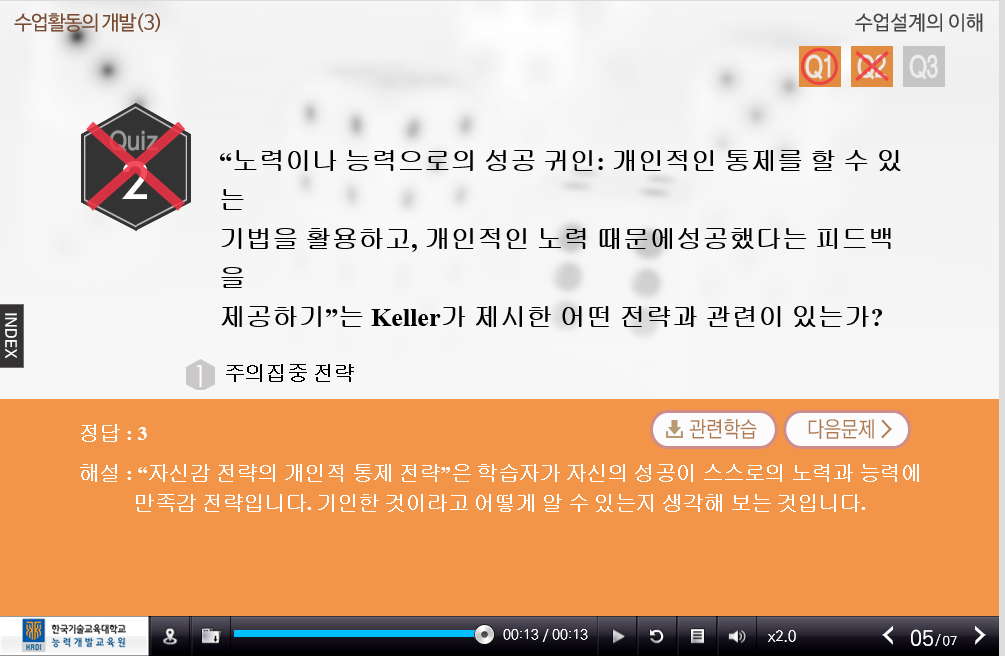 수업활동의 개발(3)
수업설계의 이해
Q1 Q2 Q3
Quiz
2
“노력이나 능력으로의 성공 귀인: 개인적인 통제를 할 수 있
는
기법을 활용하고, 개인적인 노력 때문에성공했다는 피드백
을
제공하기”는 Keller가 제시한 어떤 전략과 관련이 있는가?
1 주의집중 전략
INDEX
정답 : 3
관련학습
다음문제
해설 : “자신감 전략의 개인적 통제 전략”은 학습자가 자신의 성공이 스스로의 노력과 능력에
만족감 전략입니다. 기인한 것이라고 어떻게 알 수 있는지 생각해 보는 것입니다.
HRDI
한국기술교육대학교
능력개발교육원
00:13 / 00:13
x2.0
05/07